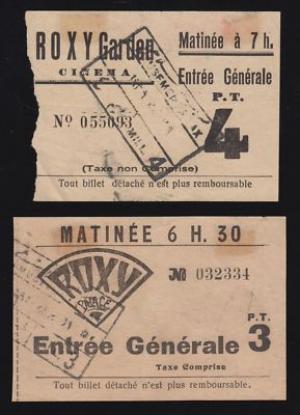 ROXY Garden
CINEMA
Matinée à 7 h.
Entrée Générale
P.T.
4
Nº 055093
(Taxe non Comprise)
Tout billet détaché n'est plus remboursable
MATINÉE 6 H. 30
ROXY
PALACE
№ 032334
P.T.
Entrée Générale 3
Taxe Comprise
Tout billet détaché n'est plus remboursable